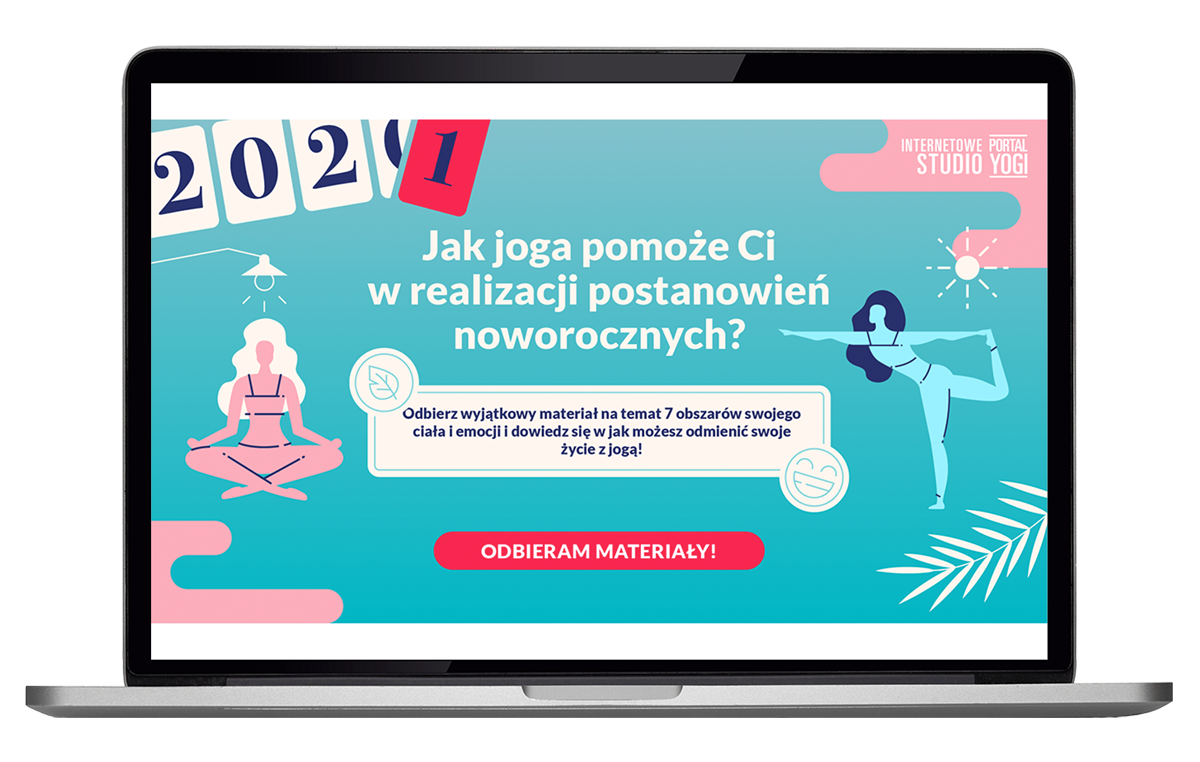 2021
INTERNETOWE PORTAL
STUDIO YOGI
Jak joga pomoże Ci
w realizacji postanowień
noworocznych?
Odbierz wyjątkowy materiał na temat 7 obszarów swojego
ciała i emocji i dowiedz się w jak możesz odmienić swoje
życie z jogą!
ODBIERAM MATERIAŁY!